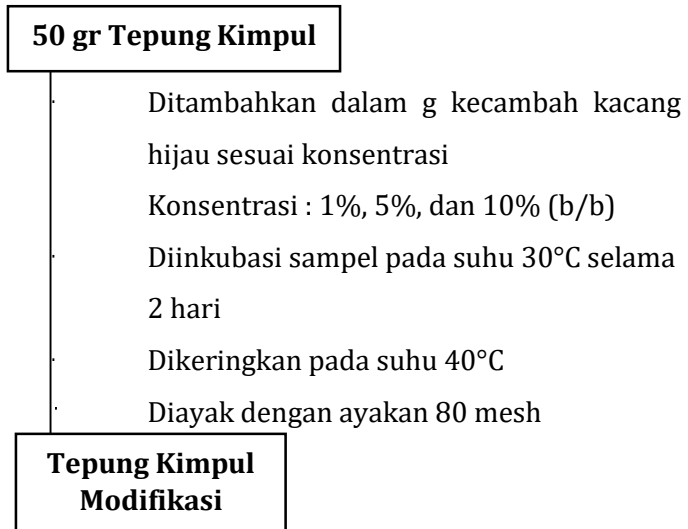 50 gr Tepung Kimpul
Ditambahkan dalam g kecambah kacang
hijau sesuai konsentrasi
Konsentrasi : 1%, 5%, dan 10% (b/b)
Diinkubasi sampel pada suhu 30°C selama
2 hari
Dikeringkan pada suhu 40°C
Diayak dengan ayakan 80 mesh
Tepung Kimpul
Modifikasi